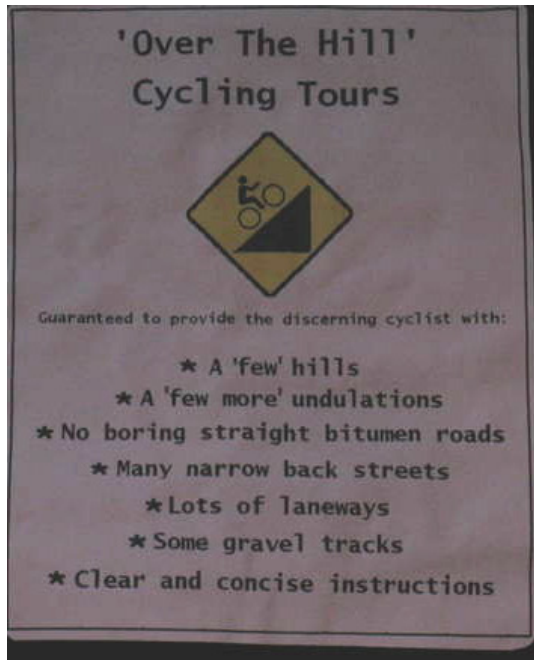 'Over The Hill'
Cycling Tours
Guaranteed to provide the discerning cyclist with:
* A 'few' hills
* A 'few more' undulations
* No boring straight bitumen roads
* Many narrow back streets
* Lots of laneways
* Some gravel tracks
* Clear and concise instructions